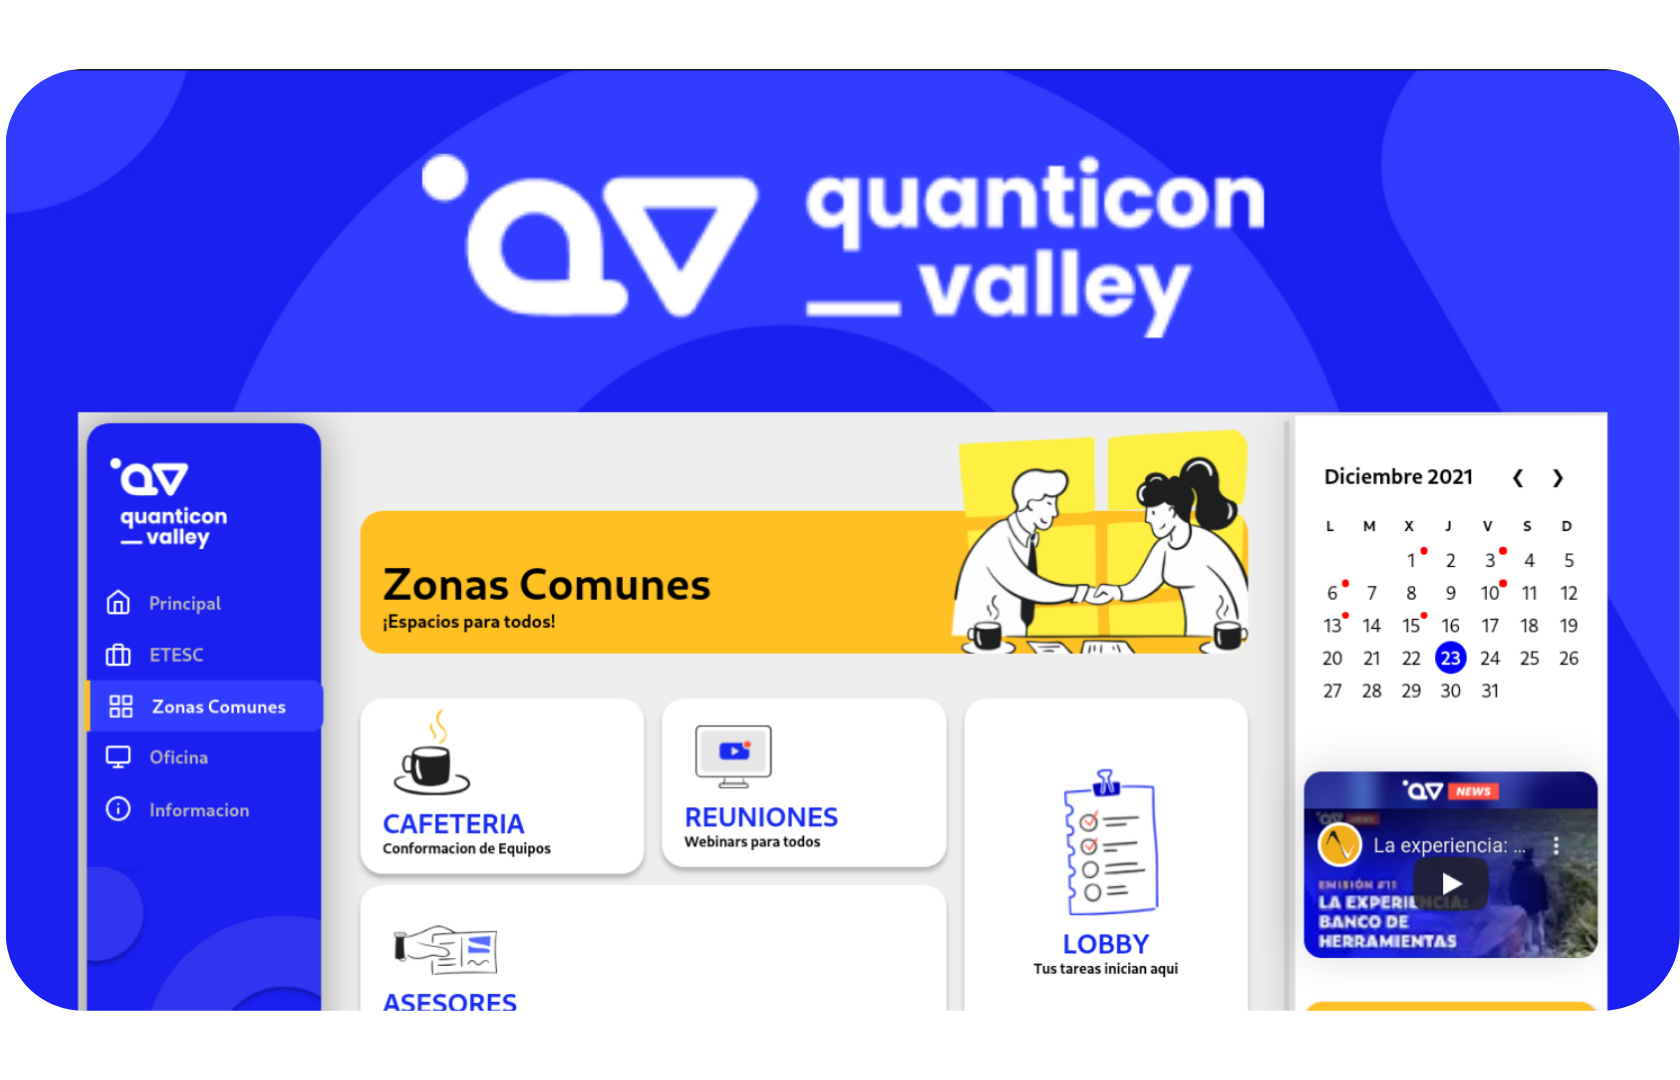 quanticon
valley
quanticon
valley
Principal
ETESC
Zonas Comunes
Oficina
Informacion
Zonas Comunes
¡Espacios para todos!
CAFETERIA
Conformacion de Equipos
REUNIONES
Webinars para todos
LOBBY
Tus tareas inician aqui
ASESORES
Diciembre 2021
L M X J V S D
1 2 3 4 5
6 7 8 9 10 11 12
13 14 15 16 17 18 19
20 21 22 23 24 25 26
27 28 29 30 31
NEWS
La experiencia: ...
EMISIÓN #11
LA EXPERIENCIA:
BANCO DE
HERRAMIENTAS